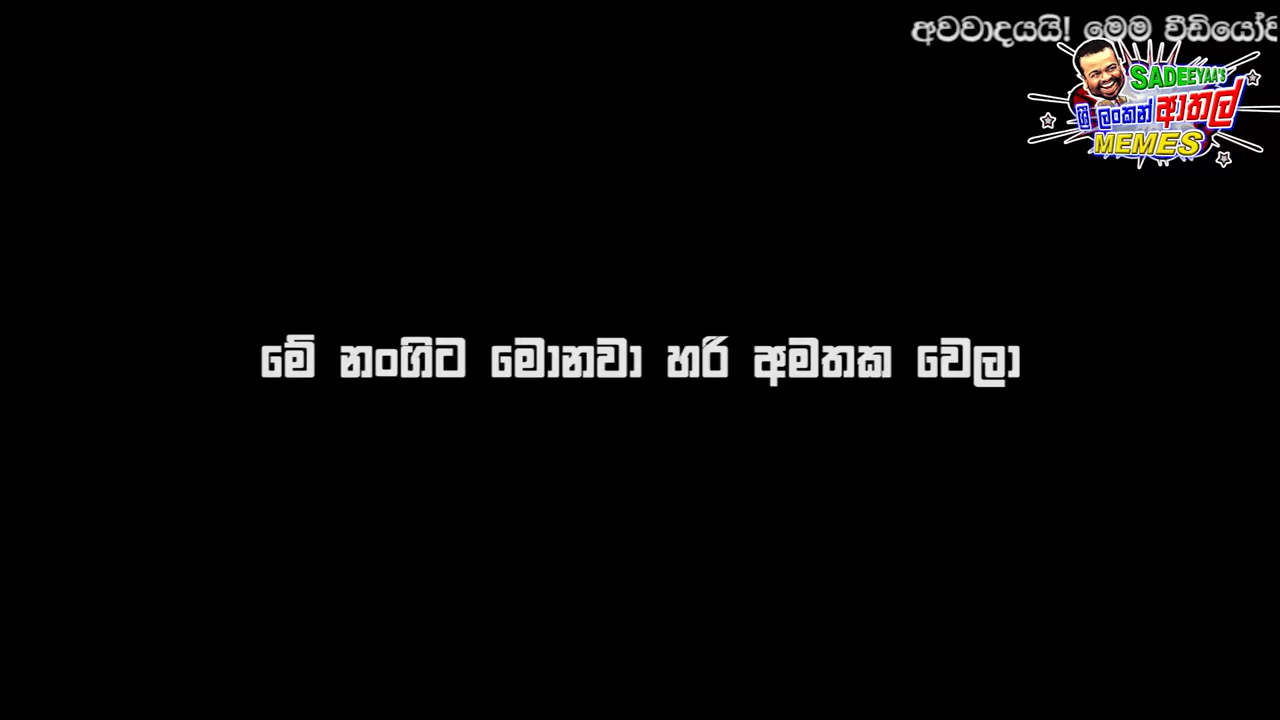 අවවාදයයි! මෙම
SADEEYAA'S
ශ්‍රී ලංකන් ආතල්
MEMES
මේ නංගිට මොනවා හරි අමතක වෙලා